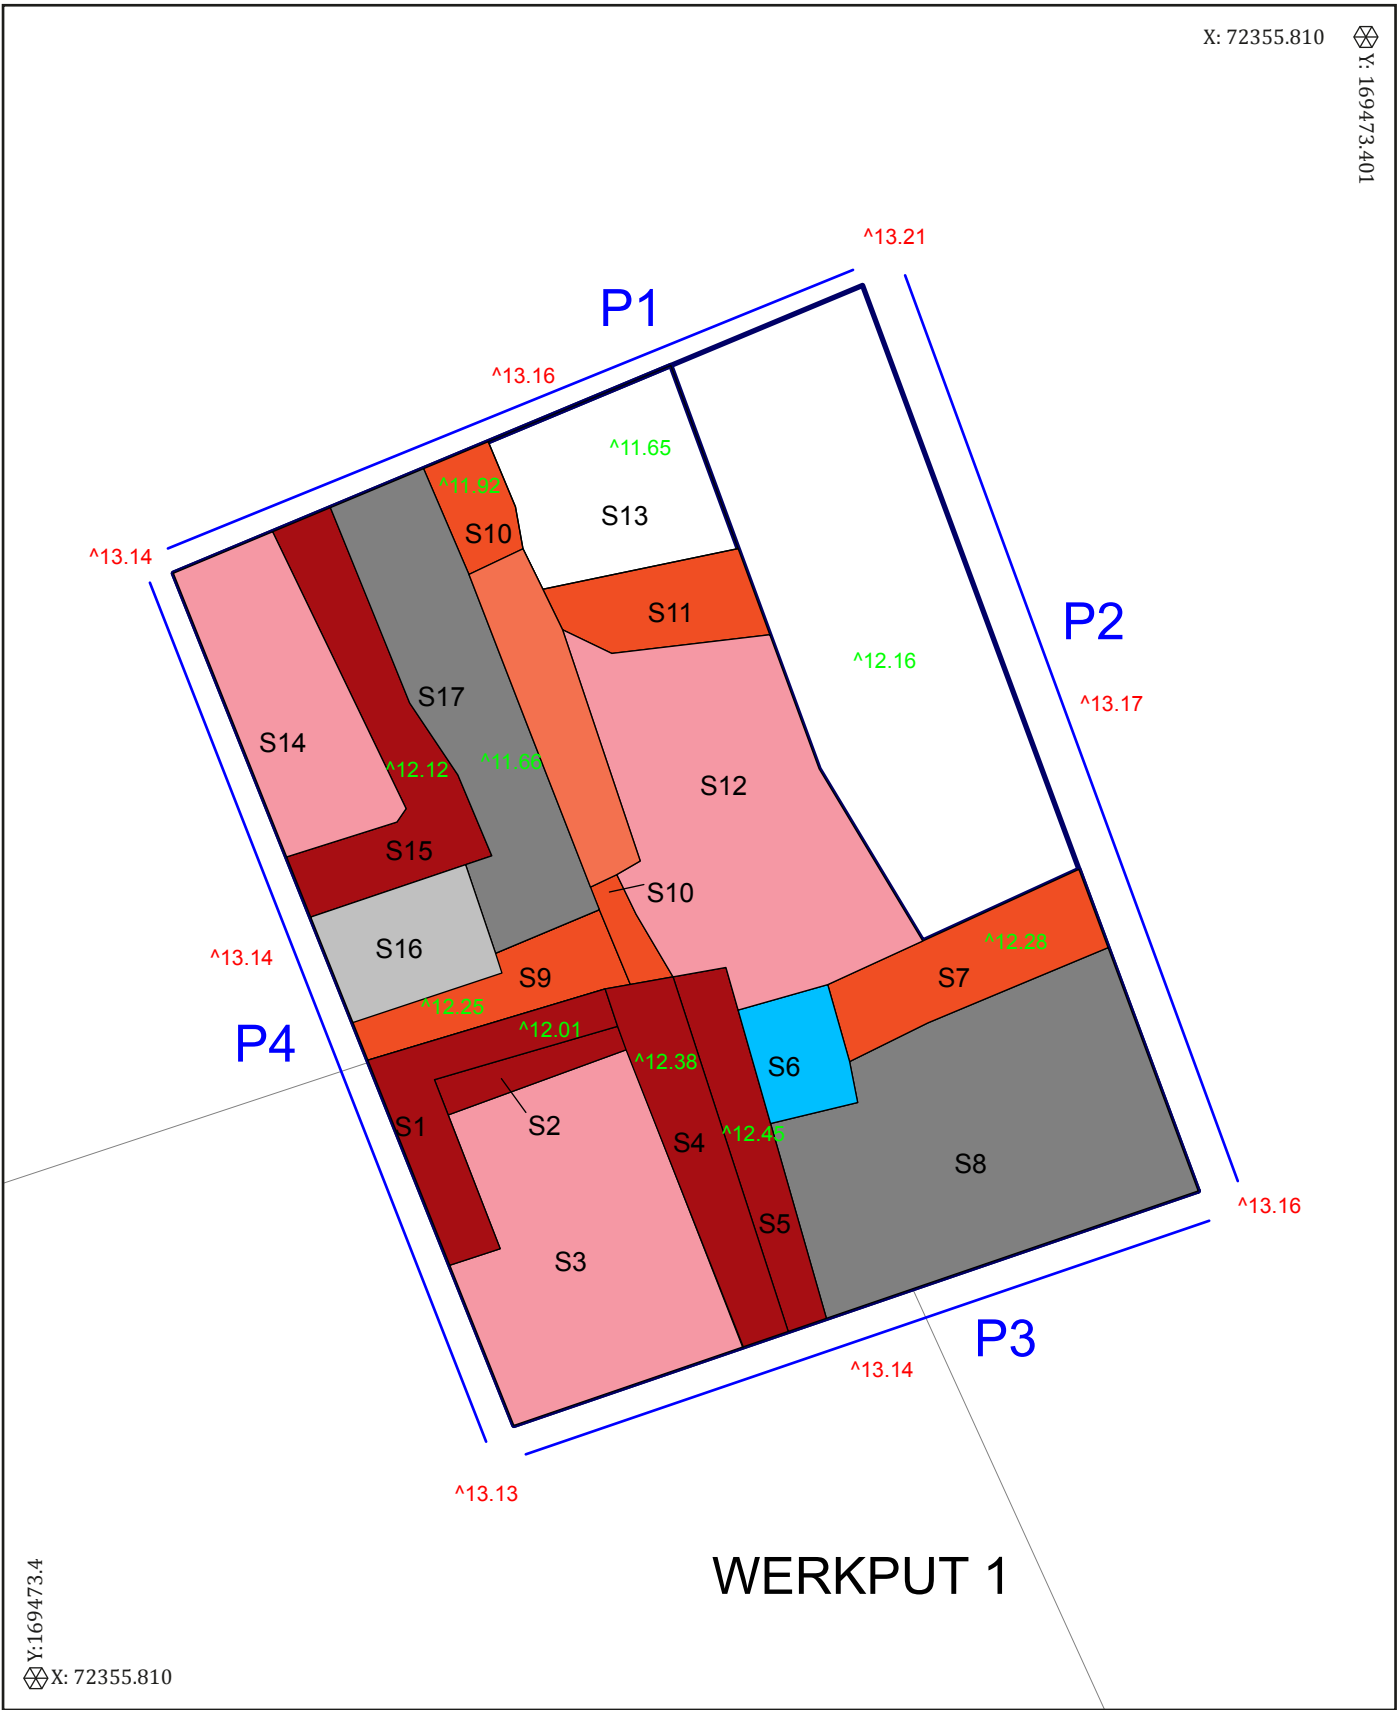 X: 72355.810
Y: 169473.401
^13.21
P1
^13.16
^11.65
^11.92
S13
S10
^13.14
S11
P2
^12.16
^13.17
S17
S14
^11.66
^12.12
S12
S15
S10
S16
^12.28
^13.14
S9
S7
^12.25
^12.01
P4
^12.38
S6
S1
S2
^12.45
S4
S8
^13.16
S5
S3
P3
^13.14
^13.13
WERKPUT 1
Y:169473.4
X: 72355.810